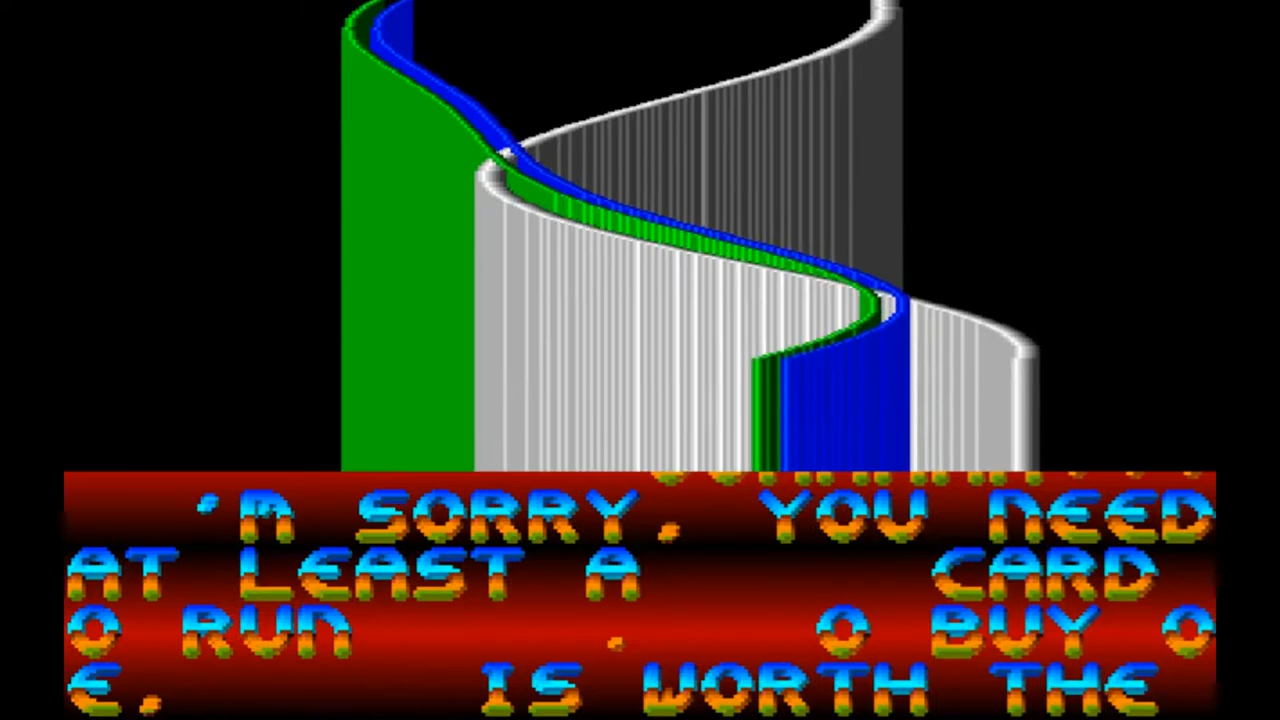 'M SORRY. YOU NEED
AT LEAST A CARD
O RUN . O BUY O
E. IS WORTH THE